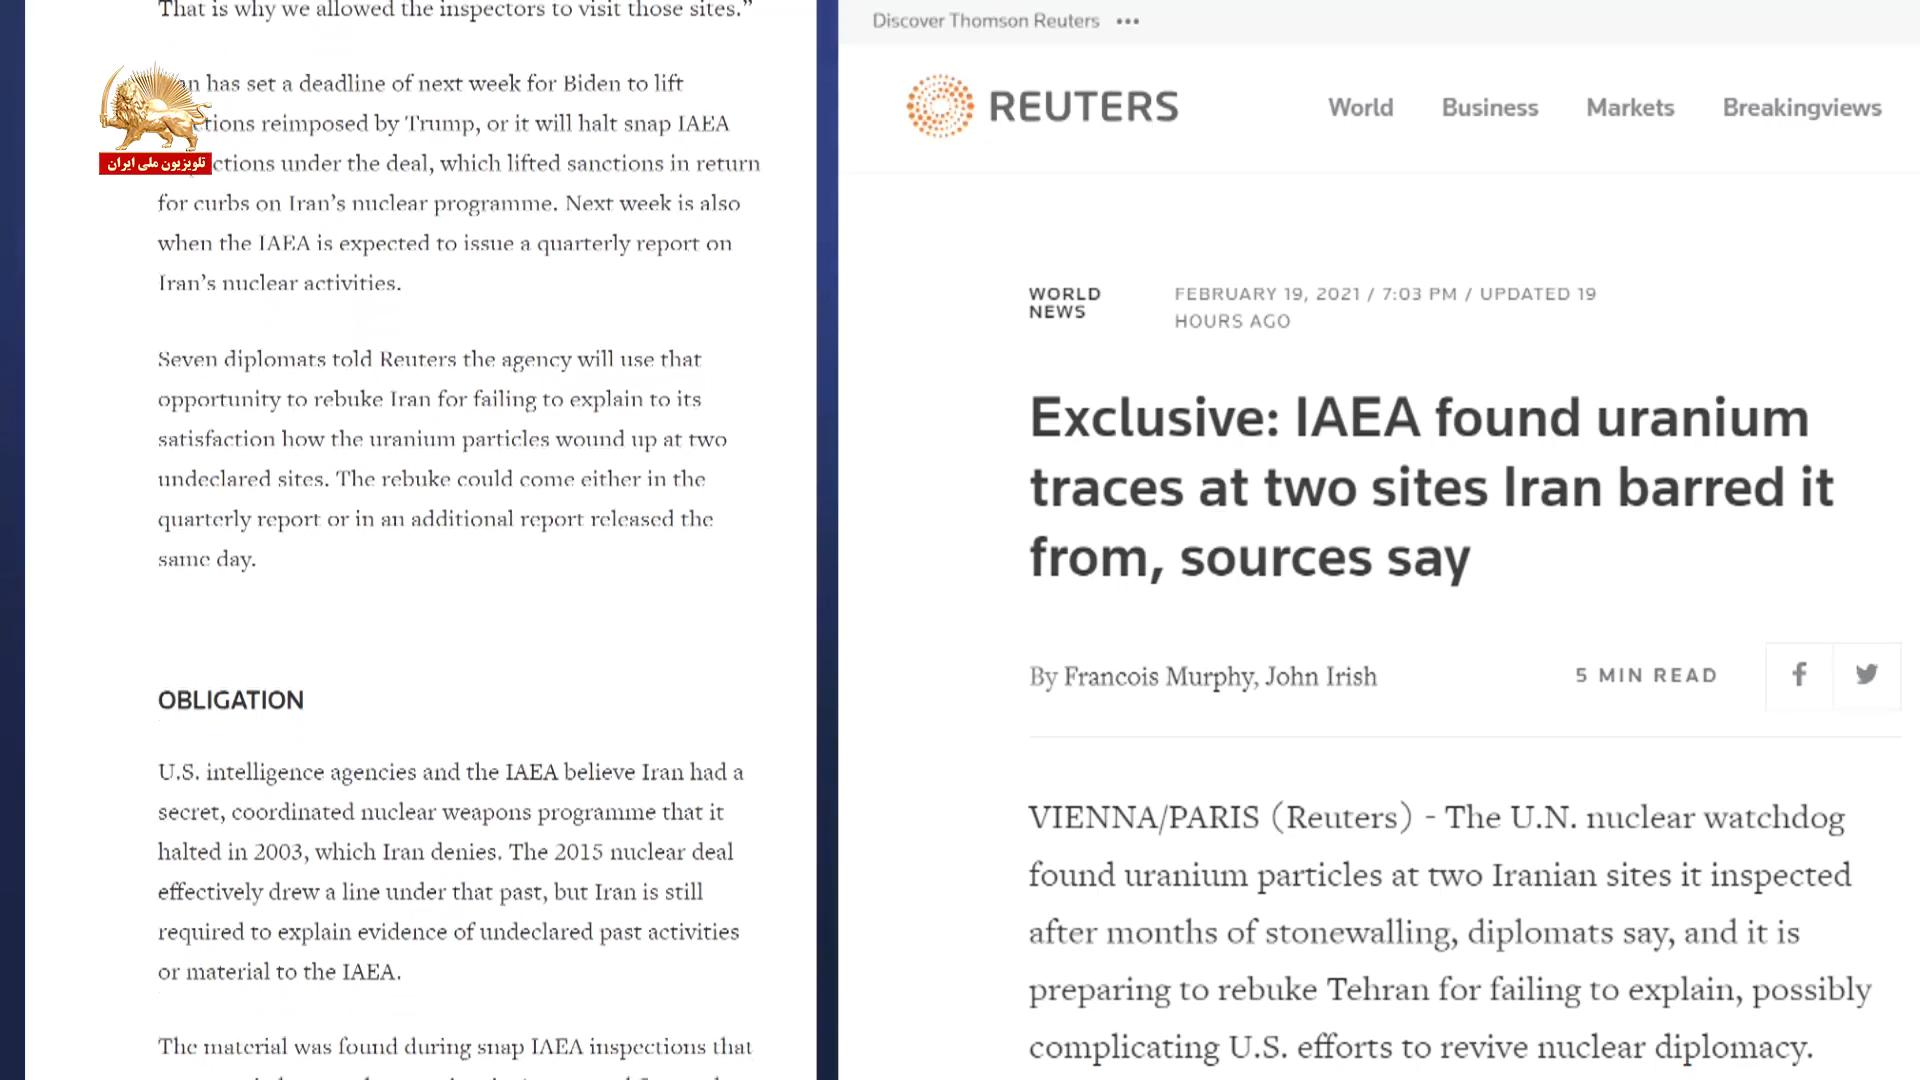 That is why we allowed the inspectors to visit those sites.”
an has set a deadline of next week for Biden to lift
ctions reimposed by Trump, or it will halt snap IAEA
ctions under the deal, which lifted sanctions in return
for curbs on Iran’s nuclear programme. Next week is also
when the IAEA is expected to issue a quarterly report on
Iran’s nuclear activities.
Seven diplomats told Reuters the agency will use that
opportunity to rebuke Iran for failing to explain to its
satisfaction how the uranium particles wound up at two
undeclared sites. The rebuke could come either in the
quarterly report or in an additional report released the
same day.
OBLIGATION
U.S. intelligence agencies and the IAEA believe Iran had a
secret, coordinated nuclear weapons programme that it
halted in 2003, which Iran denies. The 2015 nuclear deal
effectively drew a line under that past, but Iran is still
required to explain evidence of undeclared past activities
or material to the IAEA.
The material was found during snap IAEA inspections that
تلویزیون ملی ایران
Discover Thomson Reuters •••
REUTERS
World Business Markets Breakingviews
WORLD
NEWS
FEBRUARY 19, 2021 / 7:03 PM / UPDATED 19
HOURS AGO
Exclusive: IAEA found uranium
traces at two sites Iran barred it
from, sources say
By Francois Murphy, John Irish
5 MIN READ
VIENNA/PARIS (Reuters) - The U.N. nuclear watchdog
found uranium particles at two Iranian sites it inspected
after months of stonewalling, diplomats say, and it is
preparing to rebuke Tehran for failing to explain, possibly
complicating U.S. efforts to revive nuclear diplomacy.